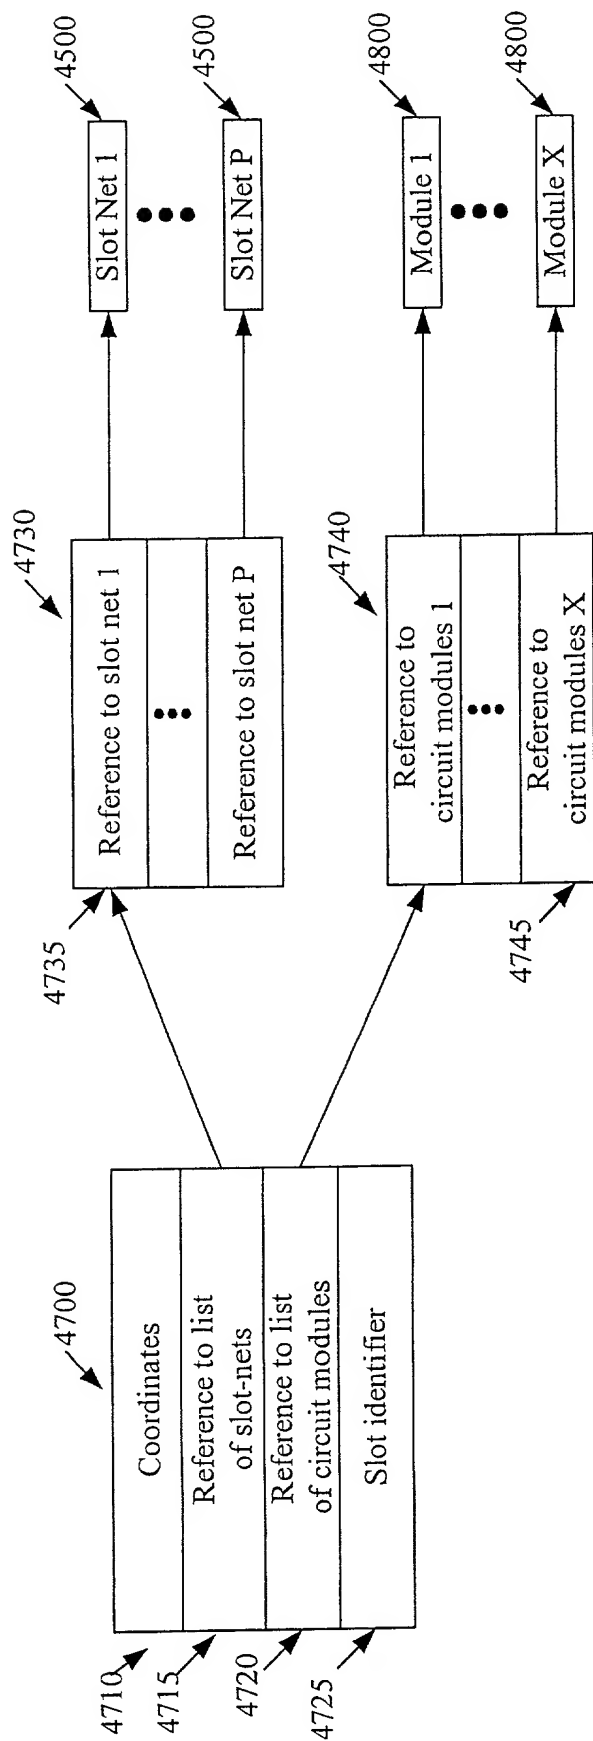 4700
4710
Coordinates
4715
Reference to list
of slot-nets
4720
Reference to list
of circuit modules
4725
Slot identifier
4730
4735
Reference to slot net 1
Reference to slot net P
4740
Reference to
circuit modules 1
Reference to
circuit modules X
4745
4500
Slot Net 1
4500
Slot Net P
4800
Module 1
4800
Module X